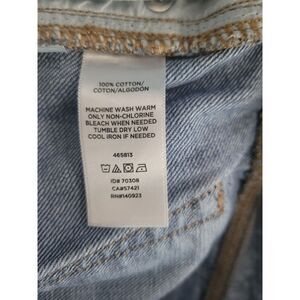 100% COTTON/
COTON/ALGODÓN
MACHINE WASH WARM
ONLY NON-CHLORINE
BLEACH WHEN NEEDED
TUMBLE DRY LOW
COOL IRON IF NEEDED
465813
ID# 70308
CA#57421
RN#140923